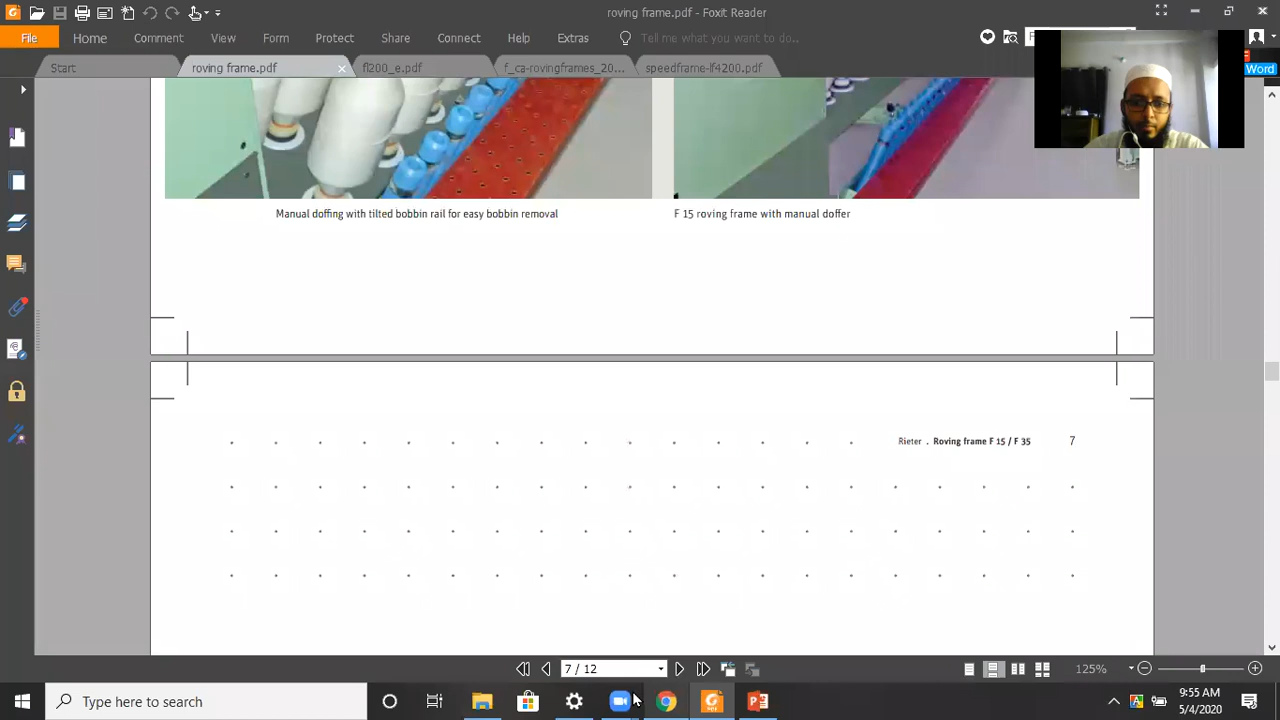 roving frame.pdf - Foxit Reader
File Home Comment View Form Protect Share Connect Help Extras Tell me what you want to do...
Word
Start roving frame.pdf fl200_e.pdf f_ca-rovingframes_20... speedframe-lf4200.pdf
Manual doffing with tilted bobbin rail for easy bobbin removal
F 15 roving frame with manual doffer
Rieter . Roving frame F 15 / F 35 7
7 / 12
125%
Type here to search
9:55 AM
5/4/2020